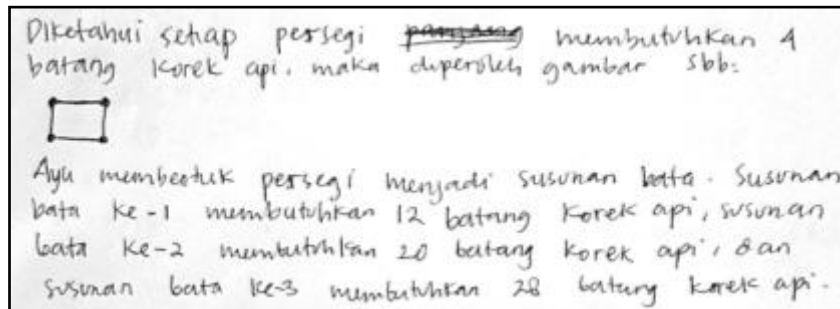 Diketahui setiap persegi panjang membutuhkan 4
batang korek api. maka diperoleh gambar sbb:
Ayu membentuk persegi menjadi susunan bata. Susunan
bata ke-1 membutuhkan 12 batang korek api, susunan
bata ke-2 membutuhkan 20 batang korek api, dan
susunan bata ke-3 membutuhkan 28 batang korek api.